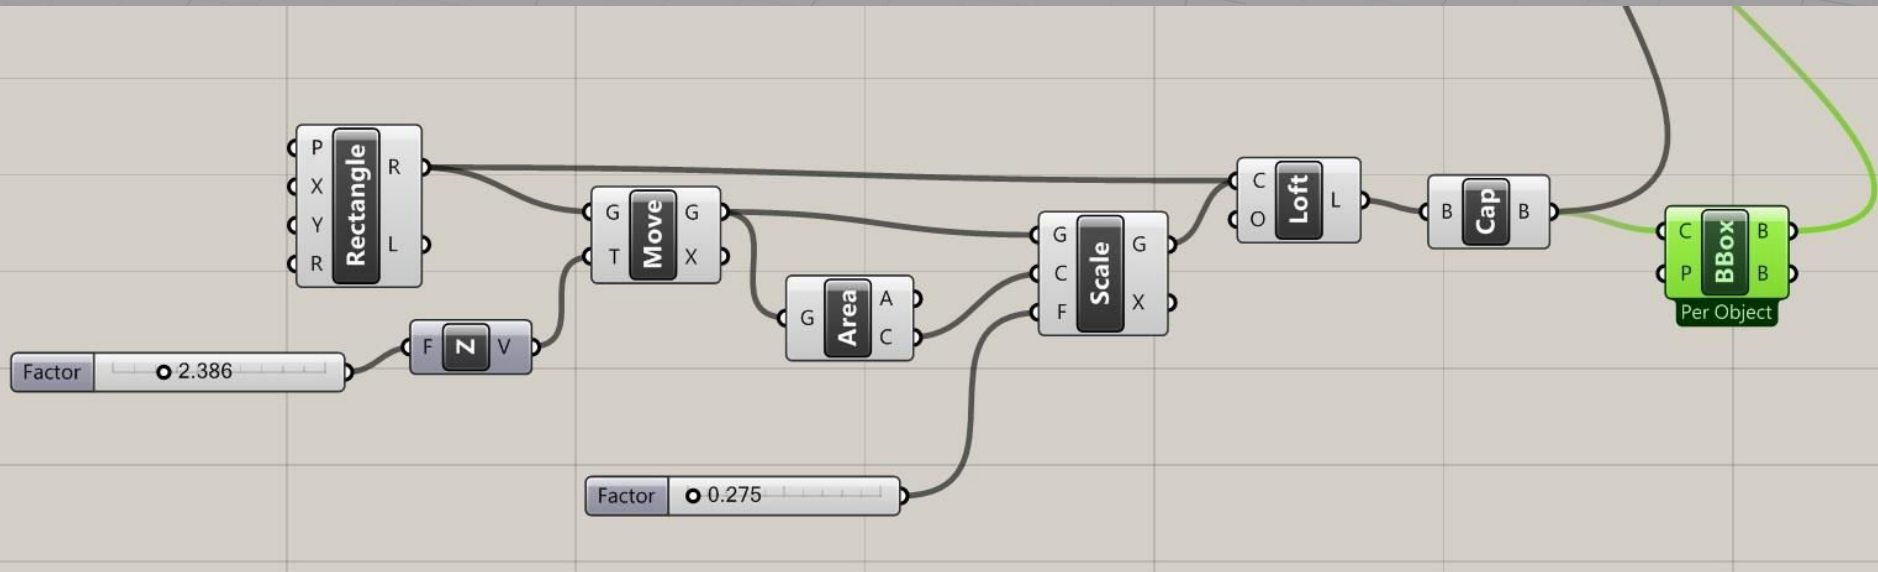 P
X
Y
R
Rectangle
R
L
G
T
Move
G
X
G
Area
A
C
G
C
F
Scale
G
X
C
O
Loft
L
B
Cap
B
C
P
BBox
B
B
Per Object
F
Z
V
Factor
2.386
Factor
0.275